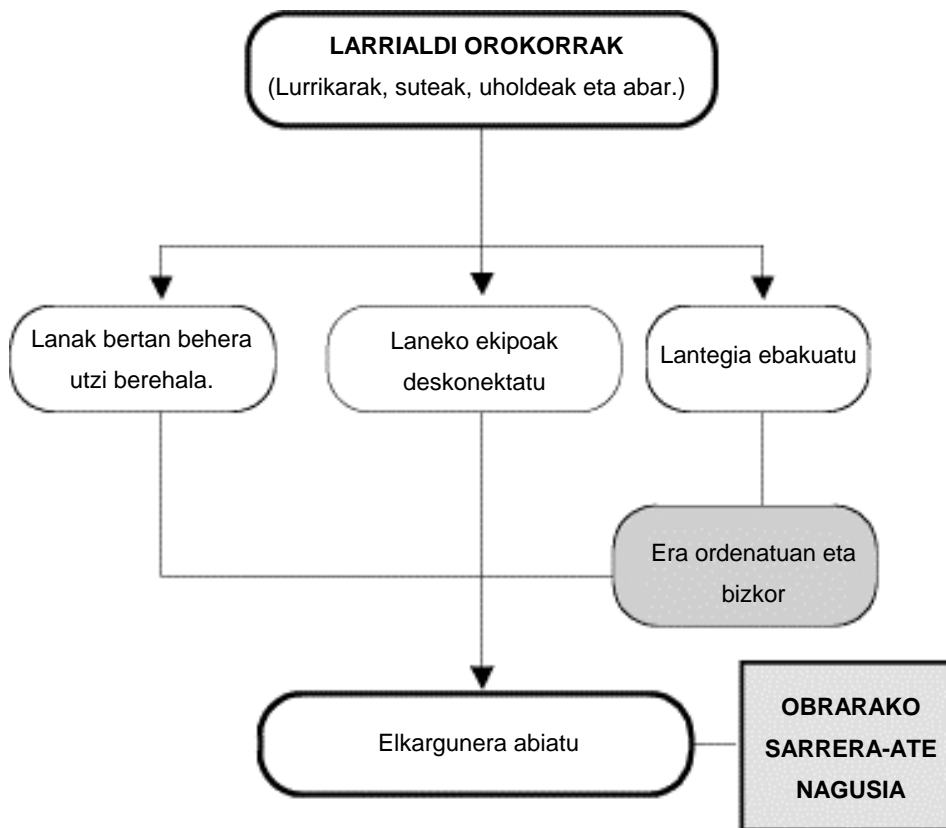 LARRIALDI OROKORRAK
(Lurrikarak, suteak, uholdeak eta abar.)
Lanak bertan behera
utzi berehala.
Laneko ekipoak
deskonektatu
Lantegia ebakuatu
Era ordenatuan eta
bizkor
Elkargunera abiatu
OBRARAKO
SARRERA-ATE
NAGUSIA